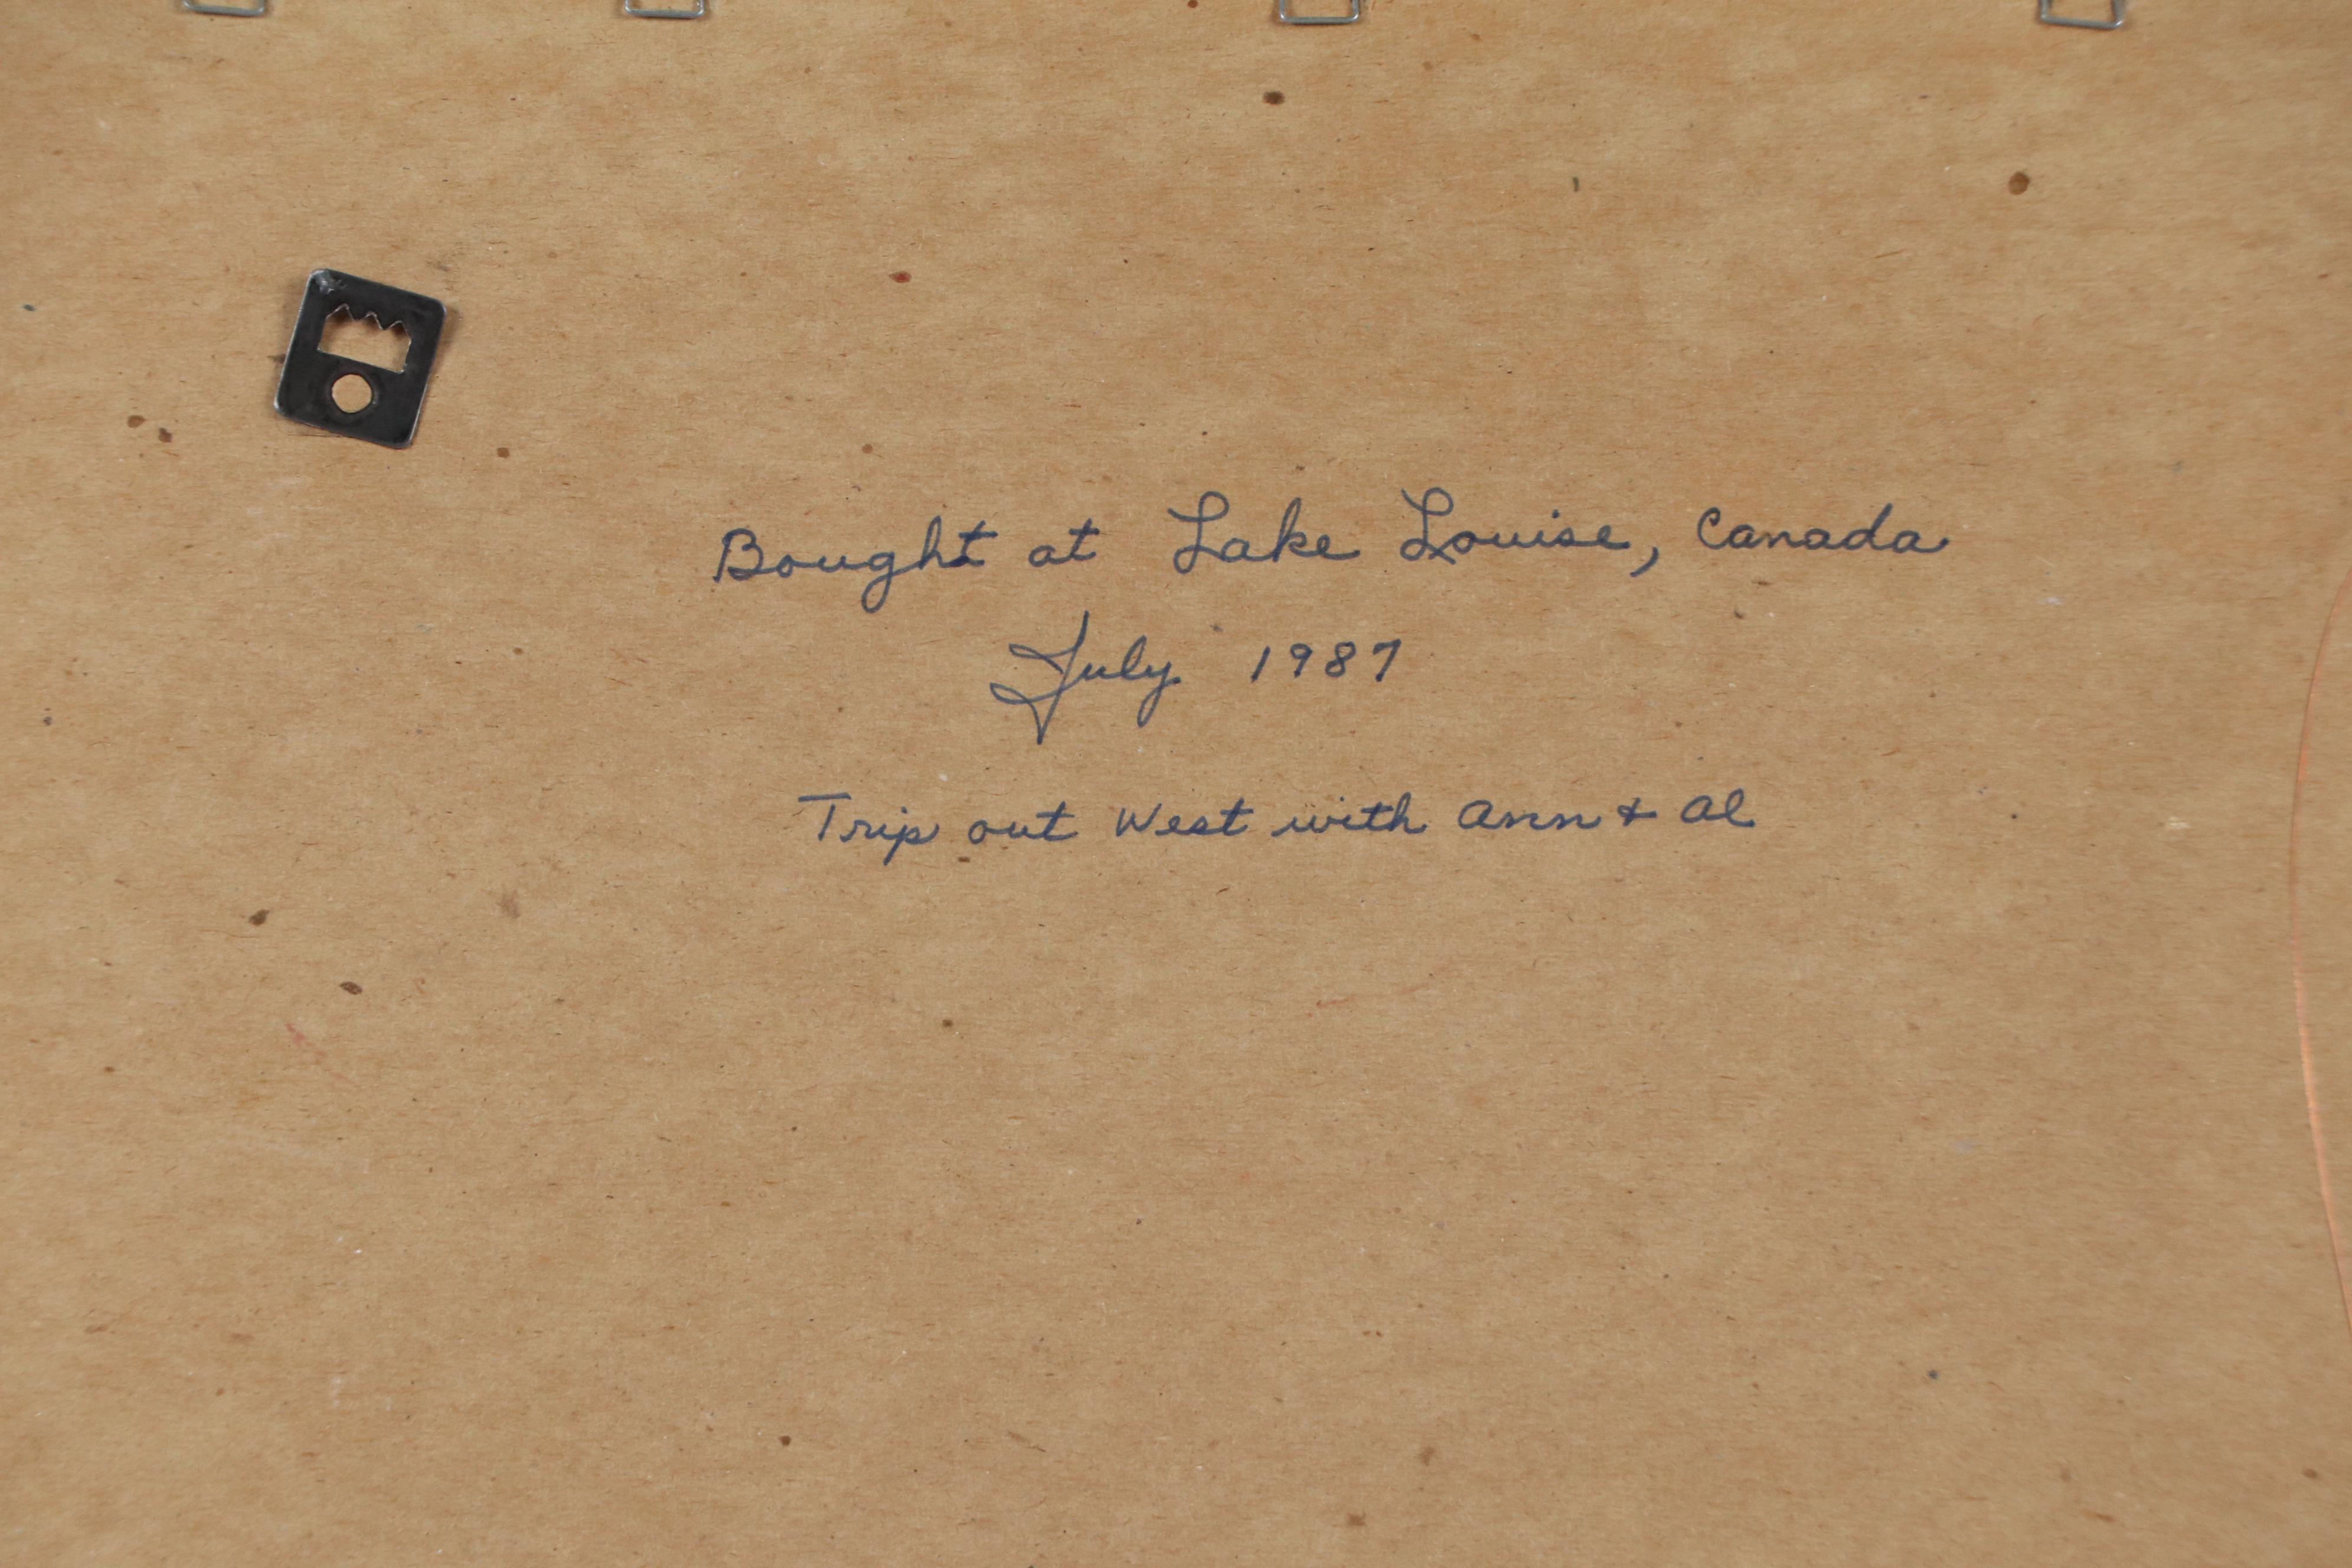 Bought at Lake Louise, Canada
July 1987
Trip out West with Ann & Al